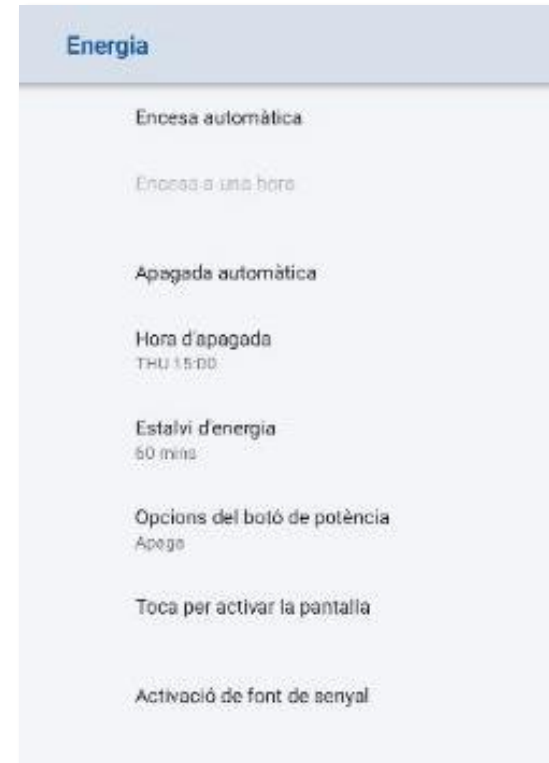 Energia
Encesa automàtica
Encesa a una hora
Apagada automàtica
Hora d'apagada
THU 15:00
Estalvi d'energia
60 mins
Opcions del botó de potència
Apaga
Toca per activar la pantalla
Activació de font de senyal